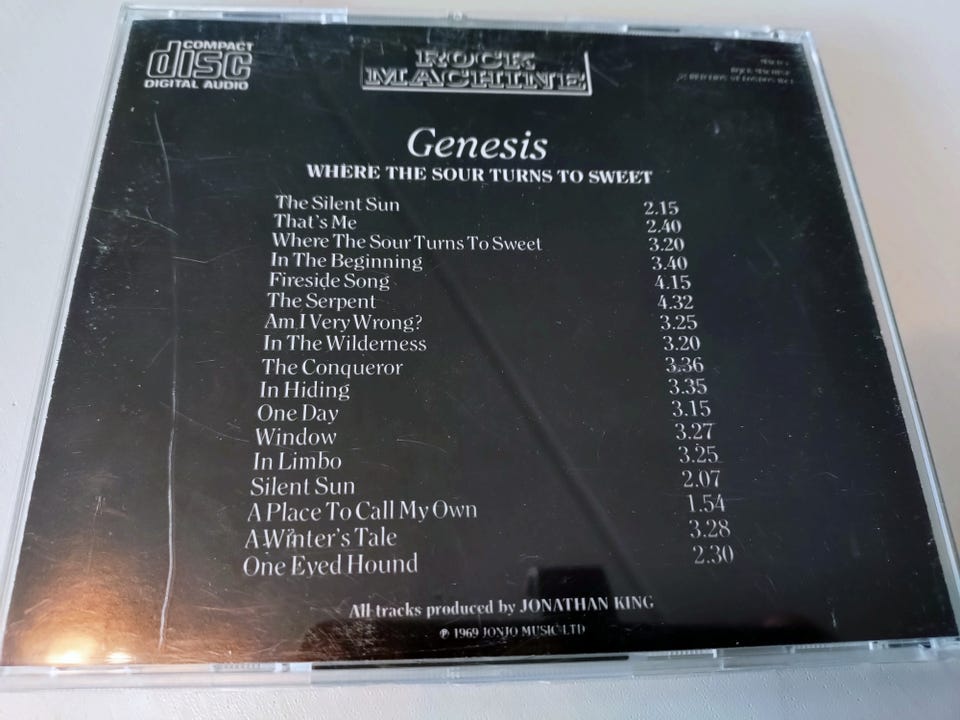 COMPACT
disc
DIGITAL AUDIO
ROCK
MACHINE
Genesis
WHERE THE SOUR TURNS TO SWEET
The Silent Sun 2.15
That's Me 2.40
Where The Sour Turns To Sweet 3.20
In The Beginning 3.40
Fireside Song 4.15
The Serpent 4.32
Am I Very Wrong? 3.25
In The Wilderness 3.20
The Conqueror 3.36
In Hiding 3.35
One Day 3.15
Window 3.27
In Limbo 3.25
Silent Sun 2.07
A Place To Call My Own 1.54
A Winter's Tale 3.28
One Eyed Hound 2.30
All tracks produced by JONATHAN KING
℗ 1969 JONJO MUSIC LTD